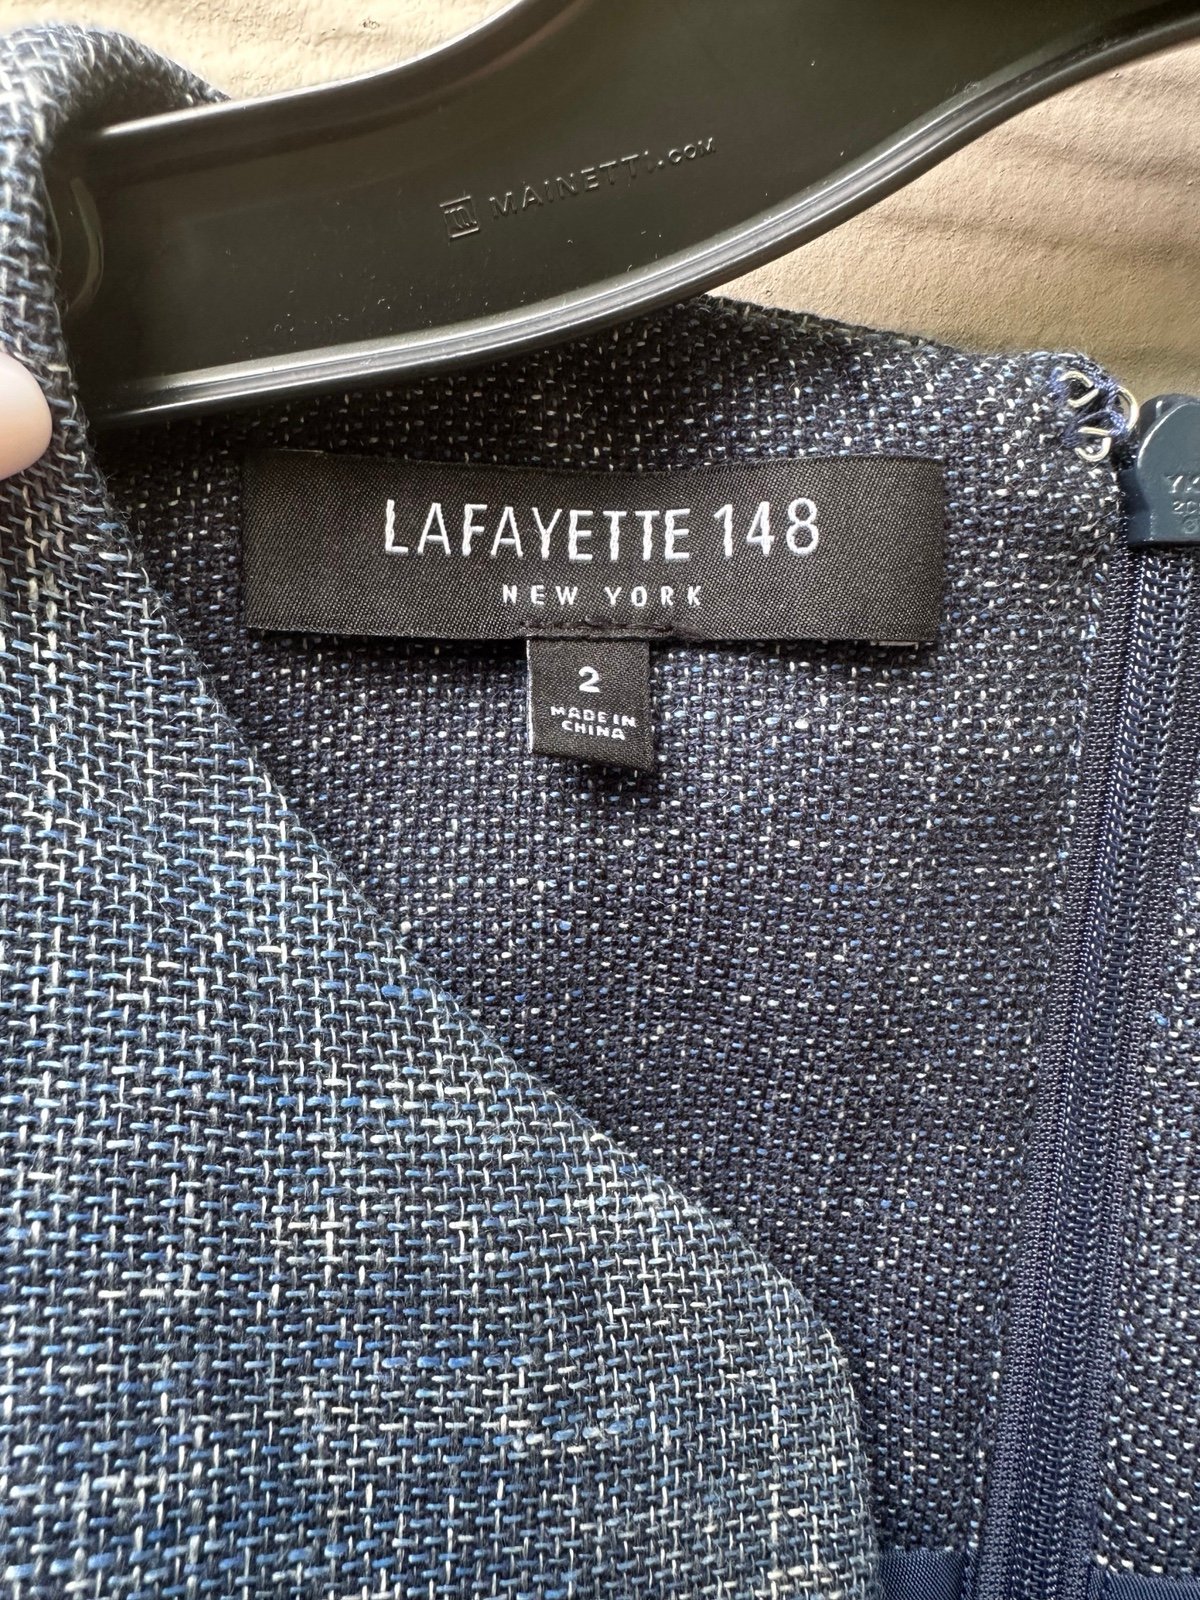 MAINETTI.COM
LAFAYETTE 148
NEW YORK
2
MADE IN
CHINA